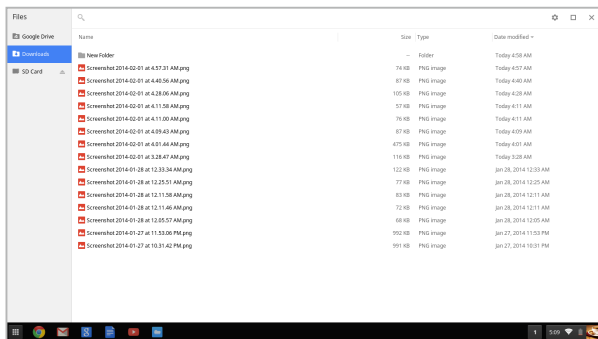 Files
Google Drive
Downloads
SD Card
Name Size Type Date modified
New Folder -- Folder Today 4:58 AM
Screenshot 2014-02-01 at 4.57.31 AM.png 74 KB PNG image Today 4:57 AM
Screenshot 2014-02-01 at 4.40.56 AM.png 87 KB PNG image Today 4:40 AM
Screenshot 2014-02-01 at 4.28.06 AM.png 105 KB PNG image Today 4:28 AM
Screenshot 2014-02-01 at 4.11.58 AM.png 57 KB PNG image Today 4:11 AM
Screenshot 2014-02-01 at 4.11.00 AM.png 76 KB PNG image Today 4:11 AM
Screenshot 2014-02-01 at 4.09.43 AM.png 87 KB PNG image Today 4:09 AM
Screenshot 2014-02-01 at 4.01.44 AM.png 475 KB PNG image Today 4:01 AM
Screenshot 2014-02-01 at 3.28.47 AM.png 116 KB PNG image Today 3:28 AM
Screenshot 2014-01-28 at 12.33.34 AM.png 122 KB PNG image Jan 28, 2014 12:33 AM
Screenshot 2014-01-28 at 12.25.51 AM.png 77 KB PNG image Jan 28, 2014 12:25 AM
Screenshot 2014-01-28 at 12.11.58 AM.png 83 KB PNG image Jan 28, 2014 12:11 AM
Screenshot 2014-01-28 at 12.11.46 AM.png 72 KB PNG image Jan 28, 2014 12:11 AM
Screenshot 2014-01-28 at 12.05.57 AM.png 68 KB PNG image Jan 28, 2014 12:05 AM
Screenshot 2014-01-27 at 11.53.06 PM.png 992 KB PNG image Jan 27, 2014 11:53 PM
Screenshot 2014-01-27 at 10.31.42 PM.png 991 KB PNG image Jan 27, 2014 10:31 PM
8 1 5:09